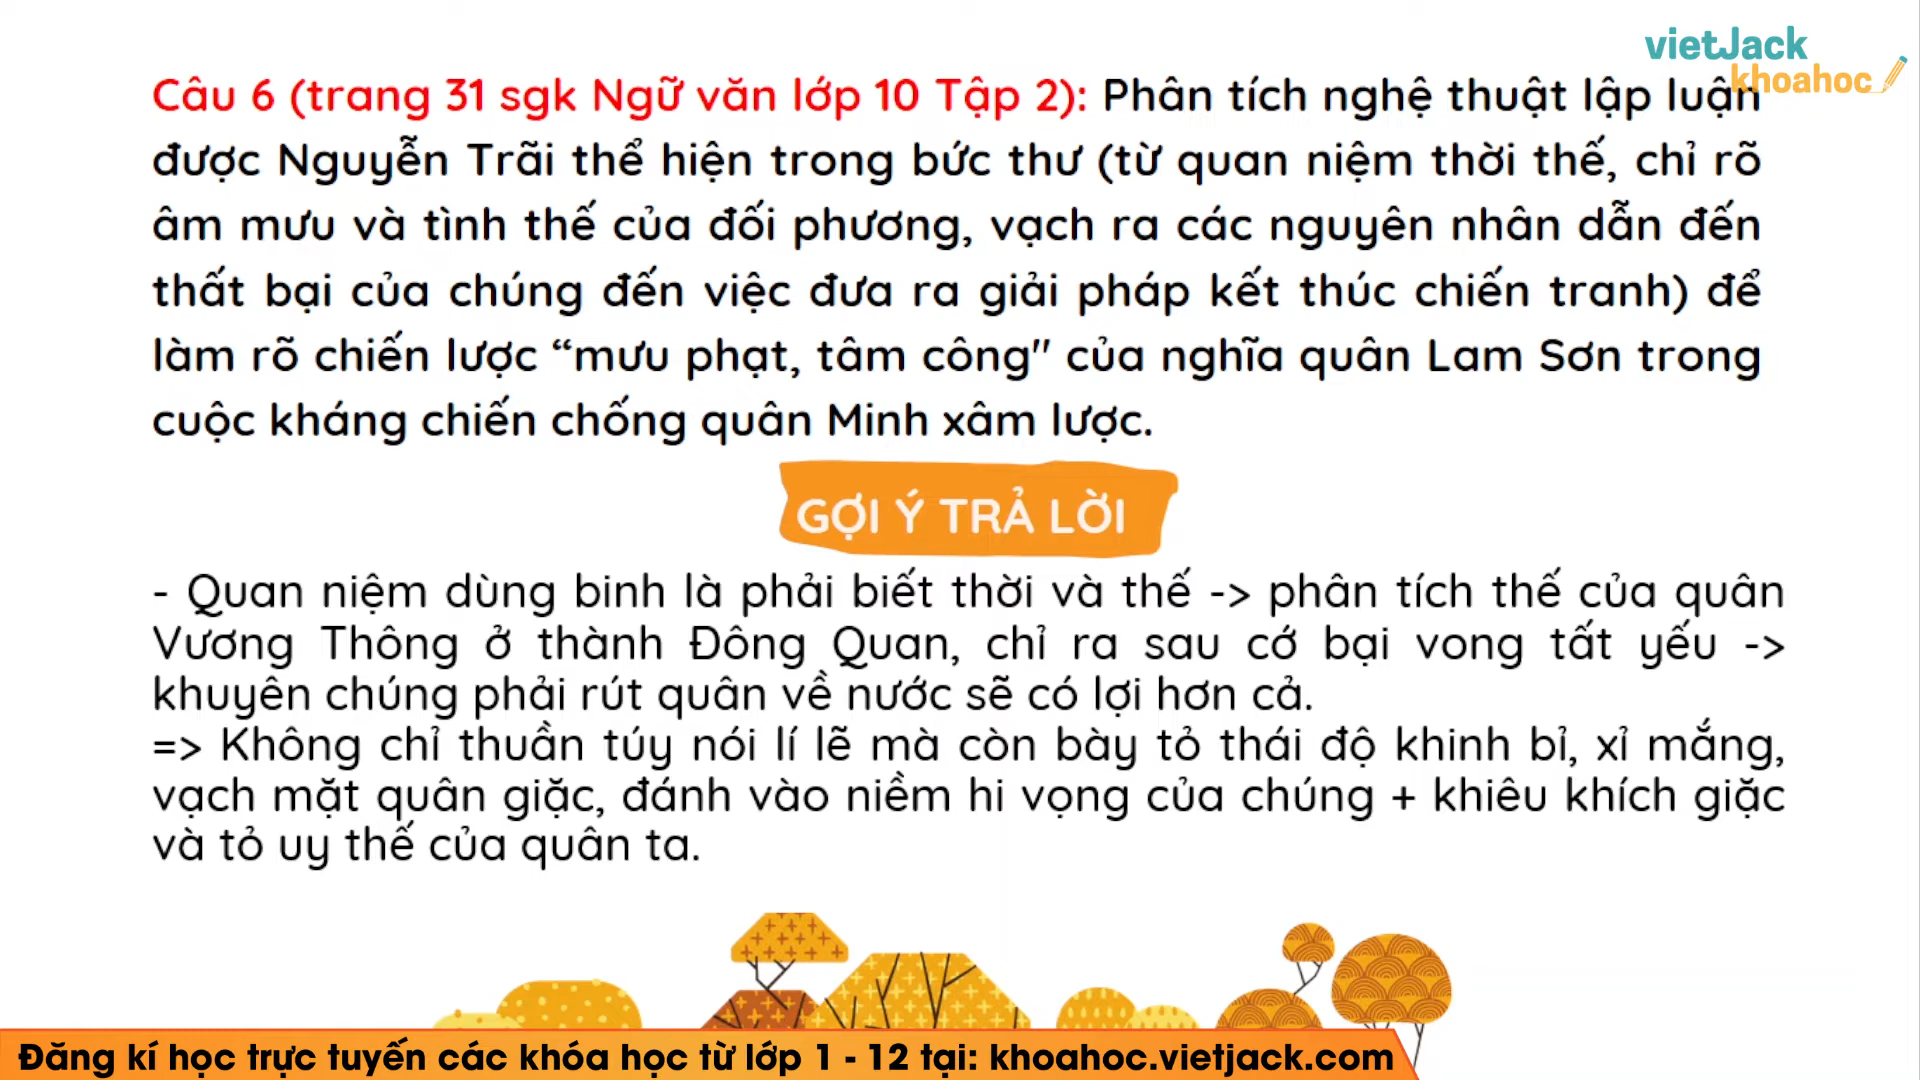 vietJack
khoahoc
Câu 6 (trang 31 sgk Ngữ văn lớp 10 Tập 2): Phân tích nghệ thuật lập luận
được Nguyễn Trãi thể hiện trong bức thư (từ quan niệm thời thế, chỉ rõ
âm mưu và tình thế của đối phương, vạch ra các nguyên nhân dẫn đến
thất bại của chúng đến việc đưa ra giải pháp kết thúc chiến tranh) để
làm rõ chiến lược “mưu phạt, tâm công" của nghĩa quân Lam Sơn trong
cuộc kháng chiến chống quân Minh xâm lược.
GỢI Ý TRẢ LỜI
- Quan niệm dùng binh là phải biết thời và thế -> phân tích thế của quân
Vương Thông ở thành Đông Quan, chỉ ra sau cớ bại vong tất yếu ->
khuyên chúng phải rút quân về nước sẽ có lợi hơn cả.
=> Không chỉ thuần túy nói lí lẽ mà còn bày tỏ thái độ khinh bỉ, xỉ mắng,
vạch mặt quân giặc, đánh vào niềm hi vọng của chúng + khiêu khích giặc
và tỏ uy thế của quân ta.
Đăng kí học trực tuyến các khóa học từ lớp 1 - 12 tại: khoahoc.vietjack.com